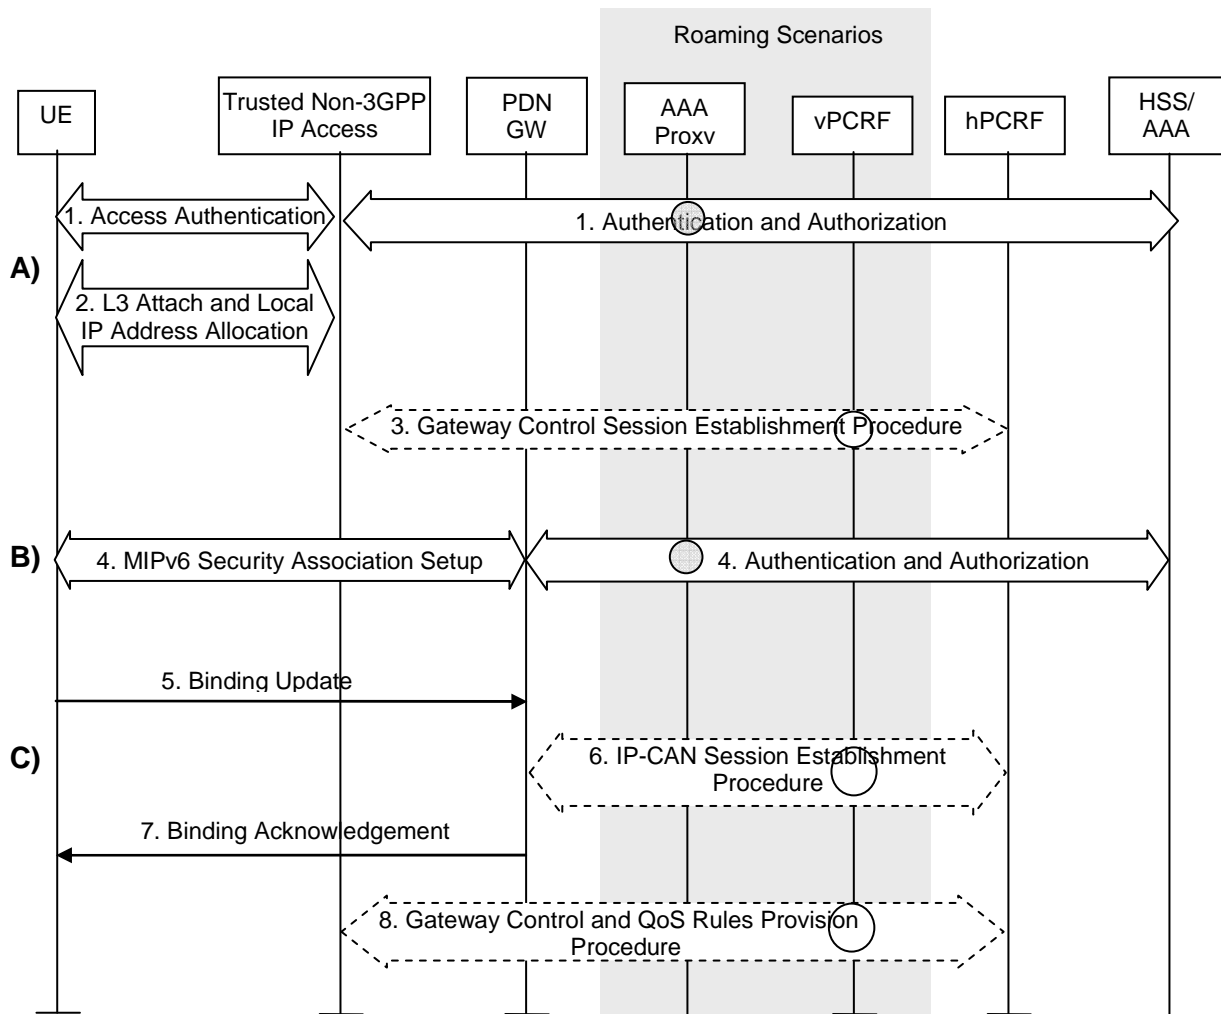 Roaming Scenarios
UE
Trusted Non-3GPP
IP Access
PDN
GW
AAA
Proxy
vPCRF
hPCRF
HSS/
AAA
1. Access Authentication
1. Authentication and Authorization
A)
2. L3 Attach and Local
IP Address Allocation
3. Gateway Control Session Establishment Procedure
B)
4. MIPv6 Security Association Setup
4. Authentication and Authorization
5. Binding Update
C)
6. IP-CAN Session Establishment
Procedure
7. Binding Acknowledgement
8. Gateway Control and QoS Rules Provision
Procedure